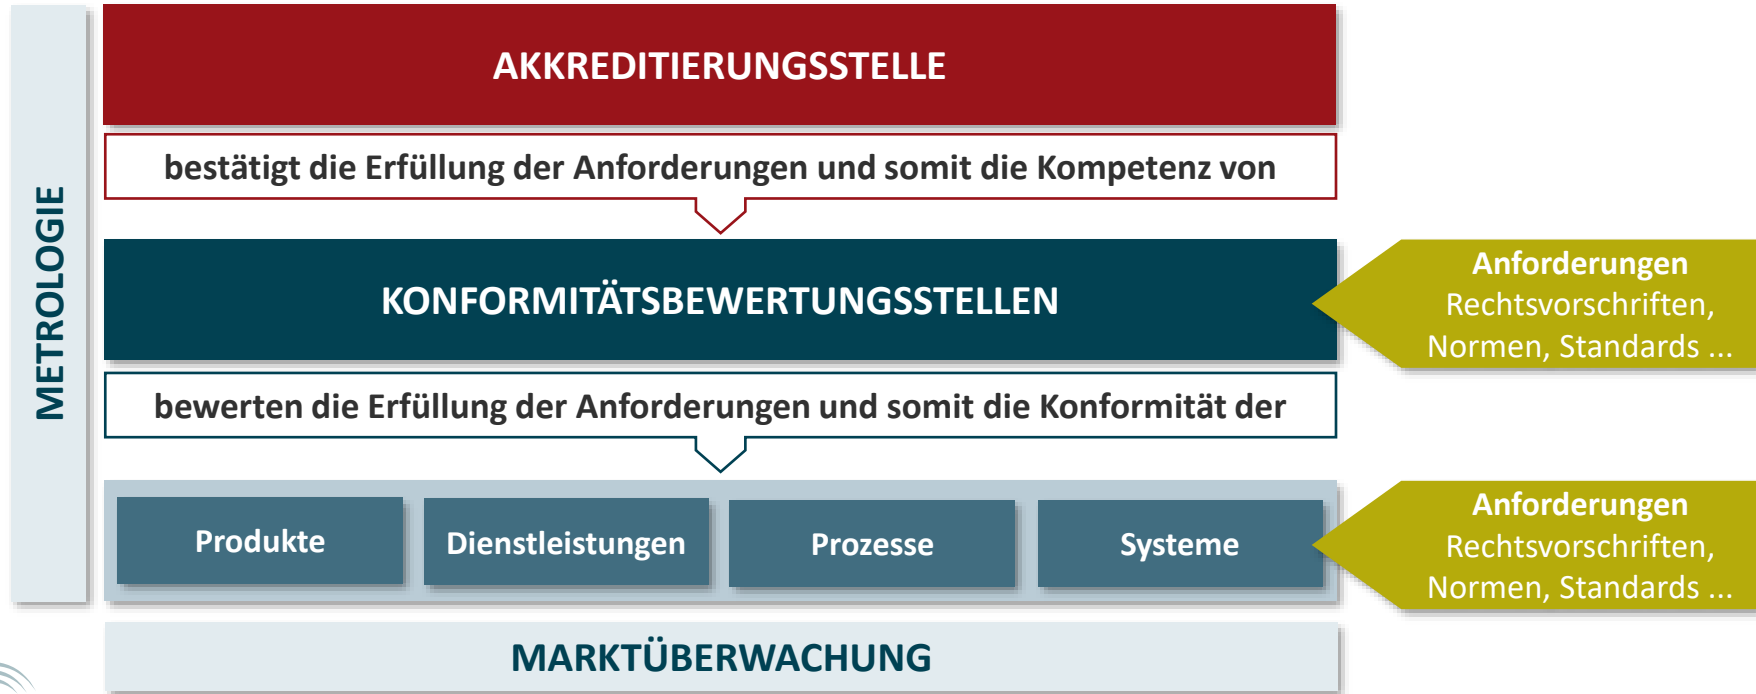 METROLOGIE
AKKREDITIERUNGSSTELLE
bestätigt die Erfüllung der Anforderungen und somit die Kompetenz von
KONFORMITÄTSBEWERTUNGSSTELLEN
Anforderungen
Rechtsvorschriften,
Normen, Standards ...
bewerten die Erfüllung der Anforderungen und somit die Konformität der
Produkte
Dienstleistungen
Prozesse
Systeme
Anforderungen
Rechtsvorschriften,
Normen, Standards ...
MARKTÜBERWACHUNG